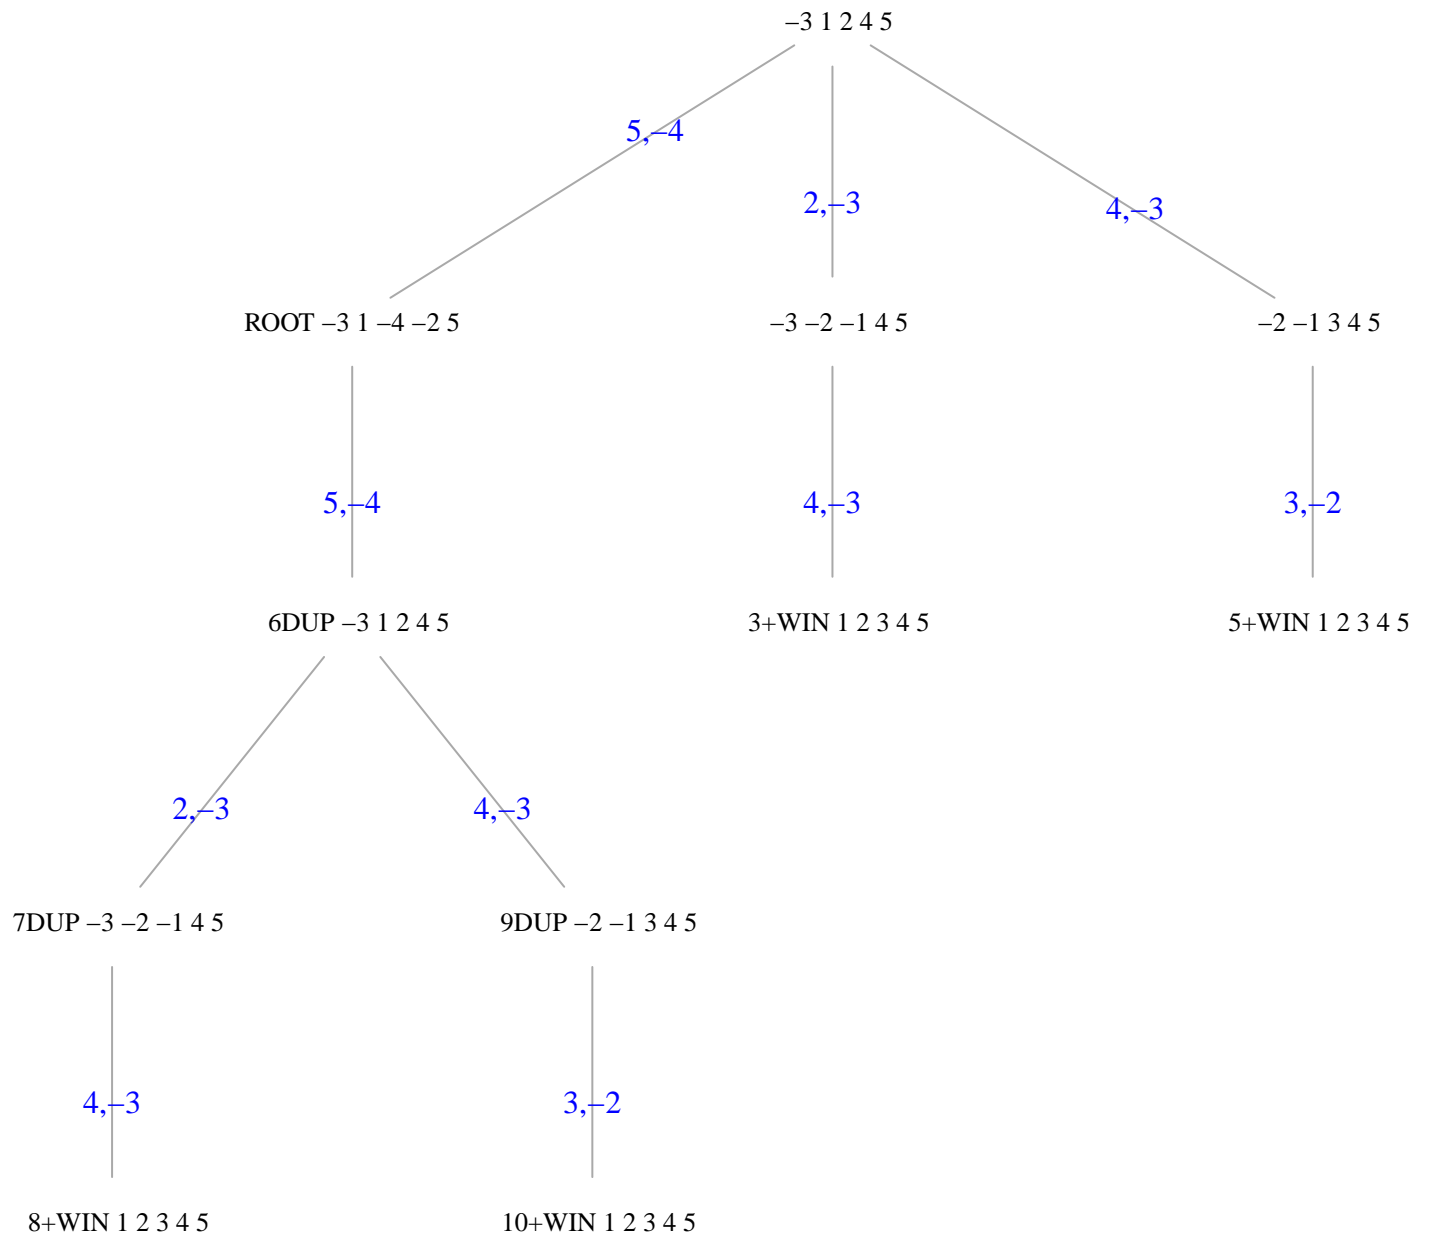 –3 1 2 4 5
5,–4
2,–3
4,–3
ROOT –3 1 –4 –2 5
–3 –2 –1 4 5
–2 –1 3 4 5
5,–4
4,–3
3,–2
6DUP –3 1 2 4 5
3+WIN 1 2 3 4 5
5+WIN 1 2 3 4 5
2,–3
4,–3
7DUP –3 –2 –1 4 5
9DUP –2 –1 3 4 5
4,–3
3,–2
8+WIN 1 2 3 4 5
10+WIN 1 2 3 4 5